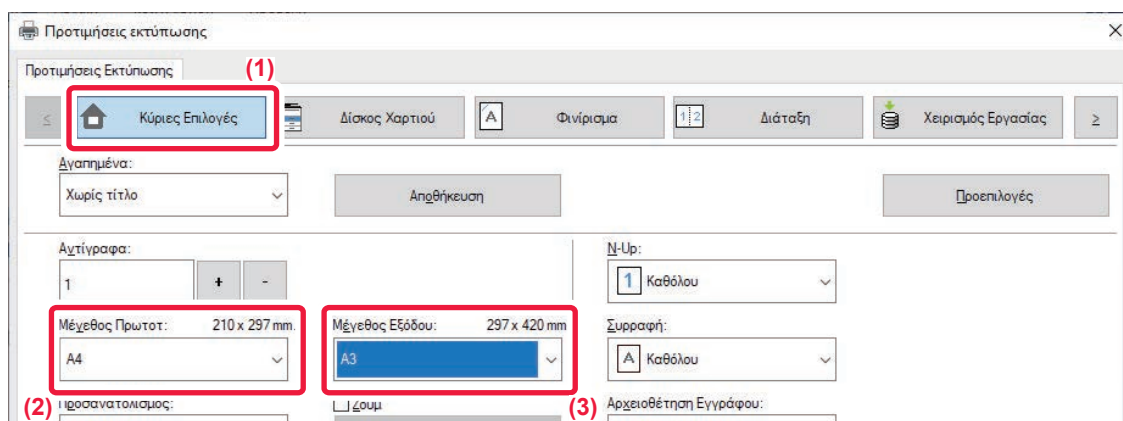 Προτιμήσεις εκτύπωσης
Προτιμήσεις Εκτύπωσης
(1)
< Κύριες Επιλογές Δίσκος Χαρτιού Φινίρισμα Διάταξη Χειρισμός Εργασίας >
Αγαπημένα:
Χωρίς τίτλο Αποθήκευση Προεπιλογές
Αντίγραφα: N-Up:
1 + - 1 Καθόλου
Μέγεθος Πρωτοτ: 210 x 297 mm. Μέγεθος Εξόδου: 297 x 420 mm Συρραφή:
A4 A3 A Καθόλου
(2) Προσανατολισμός: Ζουμ (3) Αρχειοθέτηση Εγγράφου: